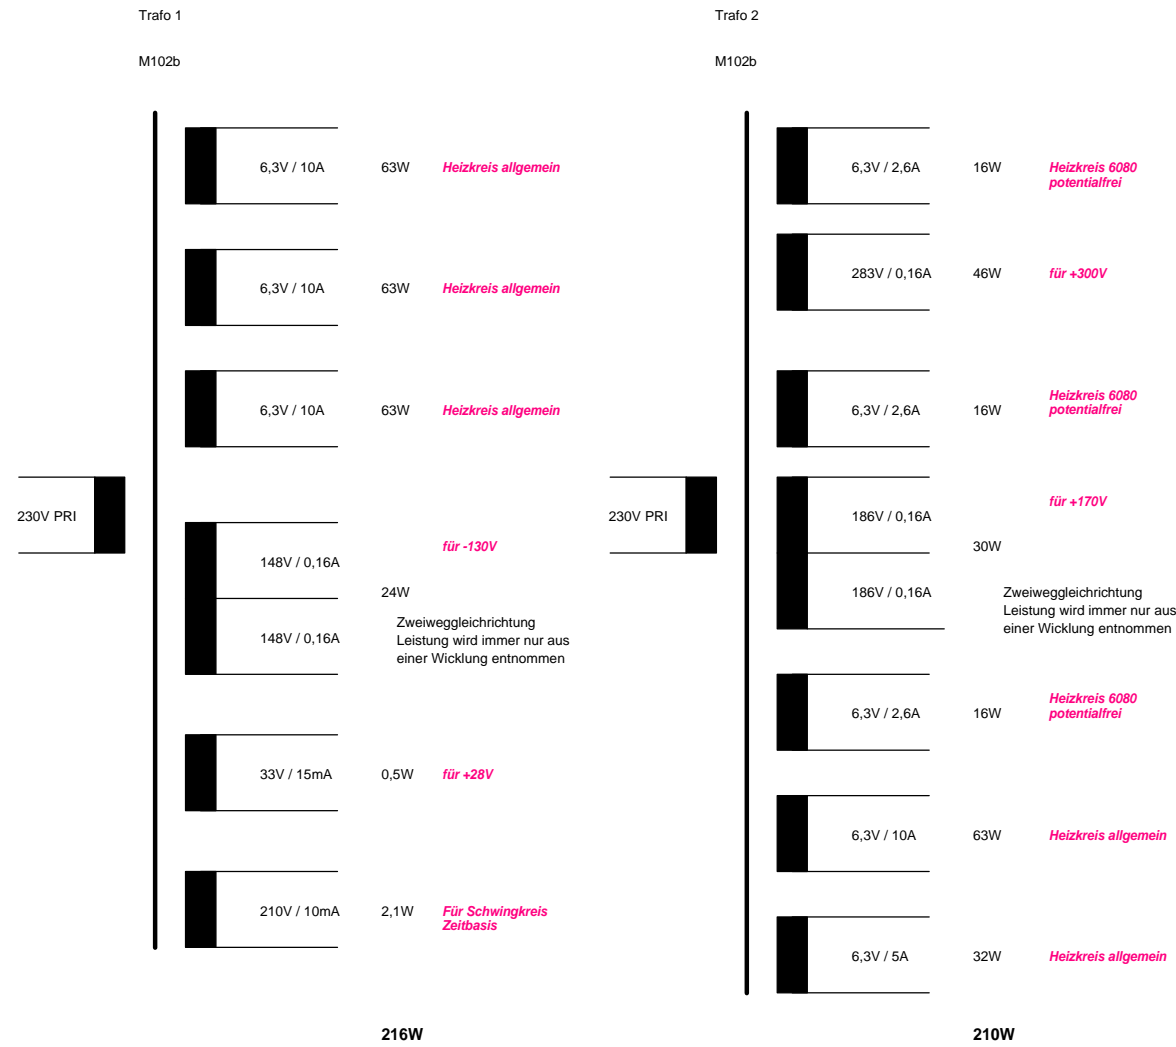 Trafo 1
M102b
6,3V / 10A
63W
Heizkreis allgemein
6,3V / 10A
63W
Heizkreis allgemein
6,3V / 10A
63W
Heizkreis allgemein
230V PRI
148V / 0,16A
für -130V
24W
148V / 0,16A
Zweiweggleichrichtung
Leistung wird immer nur aus
einer Wicklung entnommen
33V / 15mA
0,5W
für +28V
210V / 10mA
2,1W
Für Schwingkreis
Zeitbasis
216W
Trafo 2
M102b
6,3V / 2,6A
16W
Heizkreis 6080
potentialfrei
283V / 0,16A
46W
für +300V
6,3V / 2,6A
16W
Heizkreis 6080
potentialfrei
230V PRI
186V / 0,16A
für +170V
30W
186V / 0,16A
Zweiweggleichrichtung
Leistung wird immer nur aus
einer Wicklung entnommen
6,3V / 2,6A
16W
Heizkreis 6080
potentialfrei
6,3V / 10A
63W
Heizkreis allgemein
6,3V / 5A
32W
Heizkreis allgemein
210W